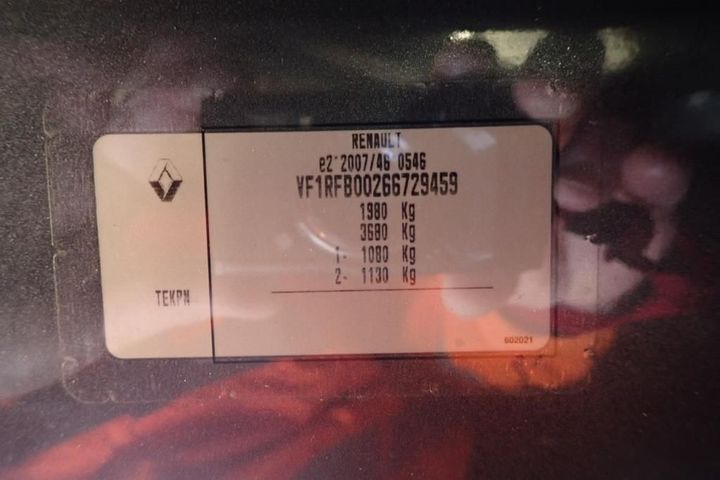 RENAULT
e2*2007/46 0546
VF1RFB00266729459
1980 Kg
3680 Kg
1- 1080 Kg
2- 1130 Kg
TEKPN
602021